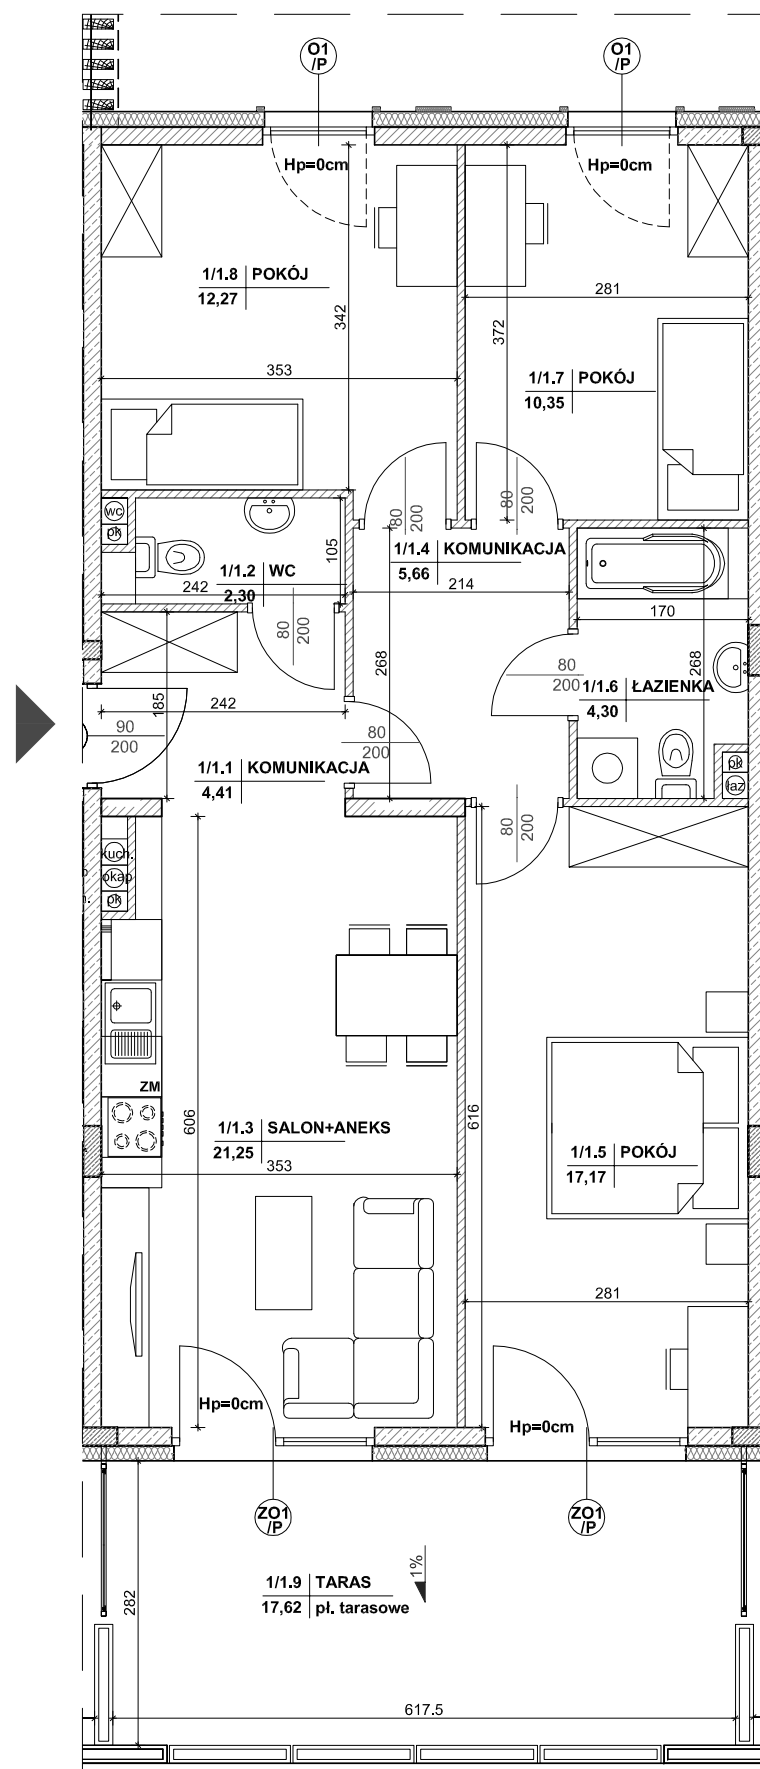 O1
/P
O1
/P
Hp=0cm
Hp=0cm
1/1.8 POKÓJ
12,27
342
281
372
353
1/1.7 POKÓJ
10,35
wc
pk
80
200
80
200
105
1/1.4 KOMUNIKACJA
5,66
1/1.2 WC
2,30
242
214
170
80
200
268
268
80
200
1/1.6 ŁAZIENKA
4,30
185
242
90
200
80
200
1/1.1 KOMUNIKACJA
4,41
pk
łaz
80
200
kuch.
okap
pk
ZM
606
616
1/1.3 SALON+ANEKS
21,25
353
1/1.5 POKÓJ
17,17
281
Hp=0cm
Hp=0cm
ZO1
/P
ZO1
/P
1%
1/1.9 TARAS
17,62 pł. tarasowe
282
617.5